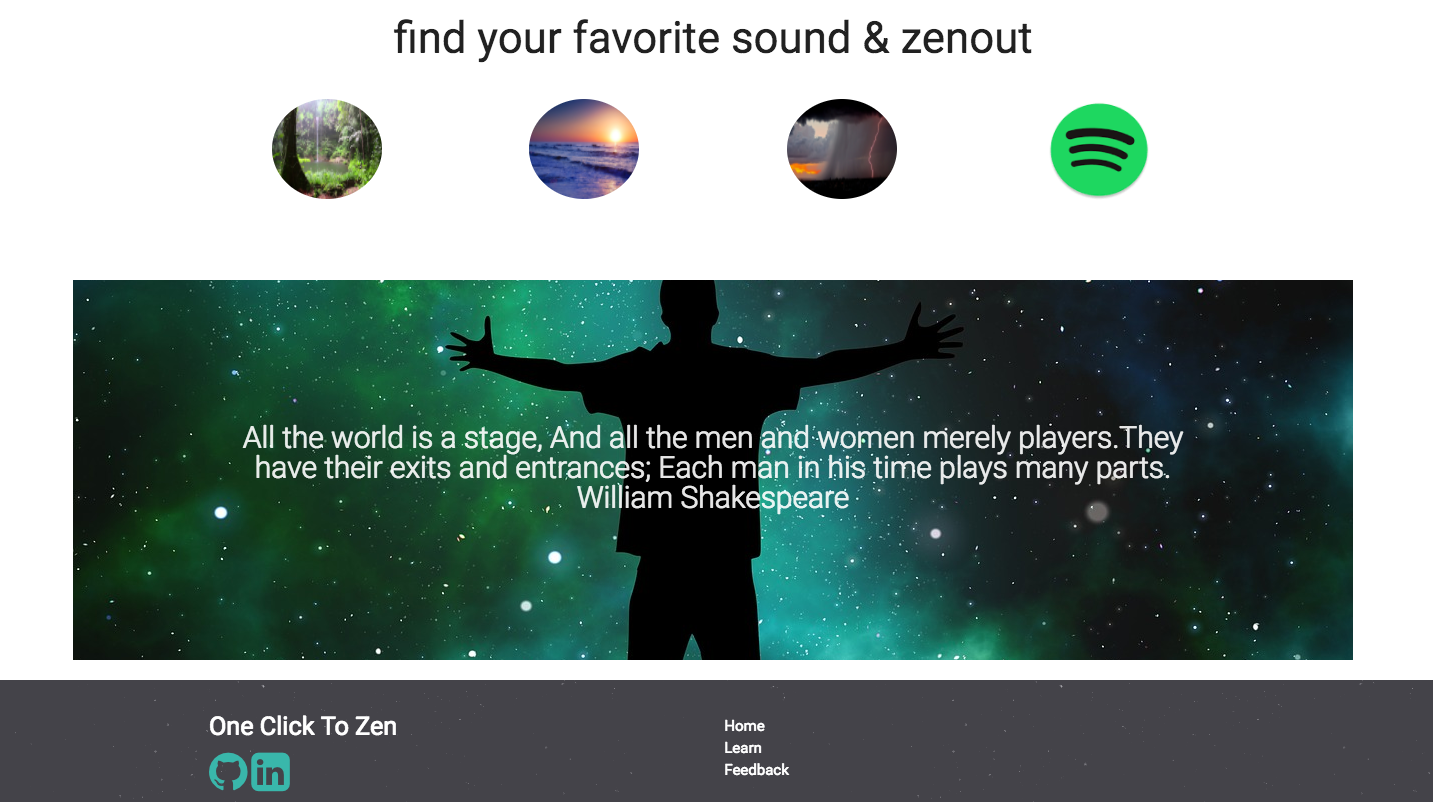 find your favorite sound & zenout
All the world is a stage, And all the men and women merely players.They
have their exits and entrances; Each man in his time plays many parts.
William Shakespeare
One Click To Zen
in
Home
Learn
Feedback